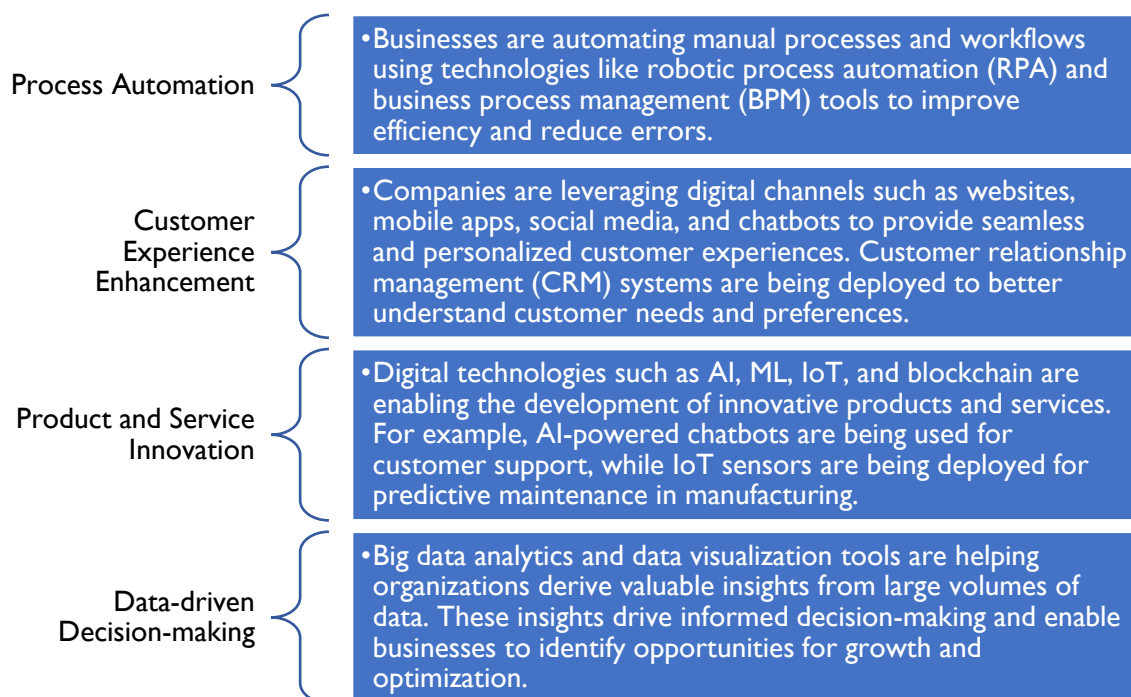 Process Automation
•Businesses are automating manual processes and workflows
using technologies like robotic process automation (RPA) and
business process management (BPM) tools to improve
efficiency and reduce errors.
Customer
Experience
Enhancement
•Companies are leveraging digital channels such as websites,
mobile apps, social media, and chatbots to provide seamless
and personalized customer experiences. Customer relationship
management (CRM) systems are being deployed to better
understand customer needs and preferences.
Product and Service
Innovation
•Digital technologies such as AI, ML, IoT, and blockchain are
enabling the development of innovative products and services.
For example, AI-powered chatbots are being used for
customer support, while IoT sensors are being deployed for
predictive maintenance in manufacturing.
Data-driven
Decision-making
•Big data analytics and data visualization tools are helping
organizations derive valuable insights from large volumes of
data. These insights drive informed decision-making and enable
businesses to identify opportunities for growth and
optimization.